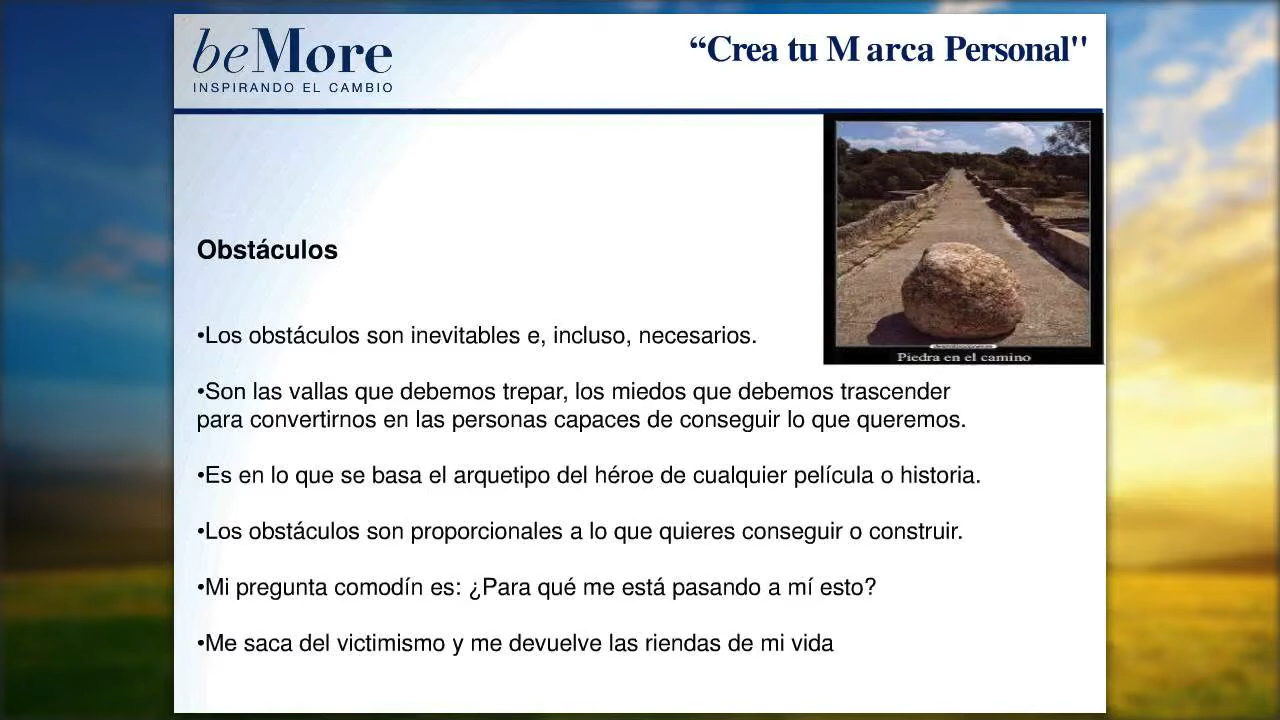 beMore
INSPIRANDO EL CAMBIO
“Crea tu Marca Personal"
Piedra en el camino
Obstáculos
•Los obstáculos son inevitables e, incluso, necesarios.
•Son las vallas que debemos trepar, los miedos que debemos trascender
para convertirnos en las personas capaces de conseguir lo que queremos.
•Es en lo que se basa el arquetipo del héroe de cualquier película o historia.
•Los obstáculos son proporcionales a lo que quieres conseguir o construir.
•Mi pregunta comodín es: ¿Para qué me está pasando a mí esto?
•Me saca del victimismo y me devuelve las riendas de mi vida